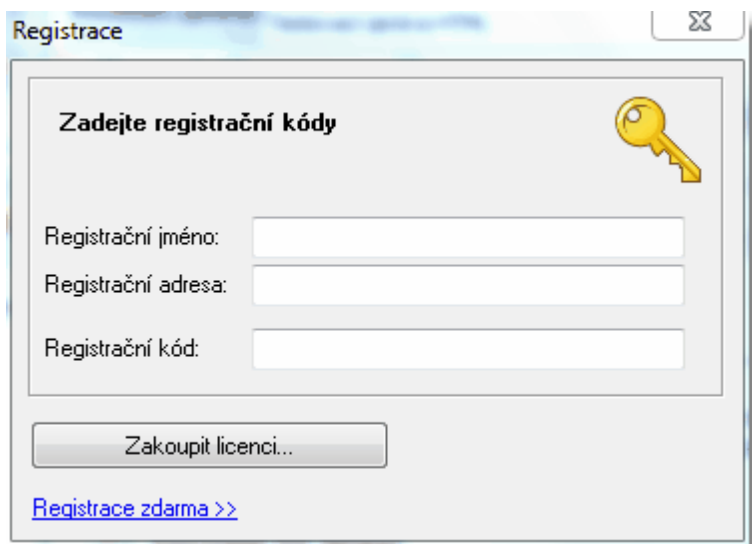 Registrace
Zadejte registrační kódy
Registrační jméno:
Registrační adresa:
Registrační kód:
Zakoupit licenci...
Registrace zdarma >>